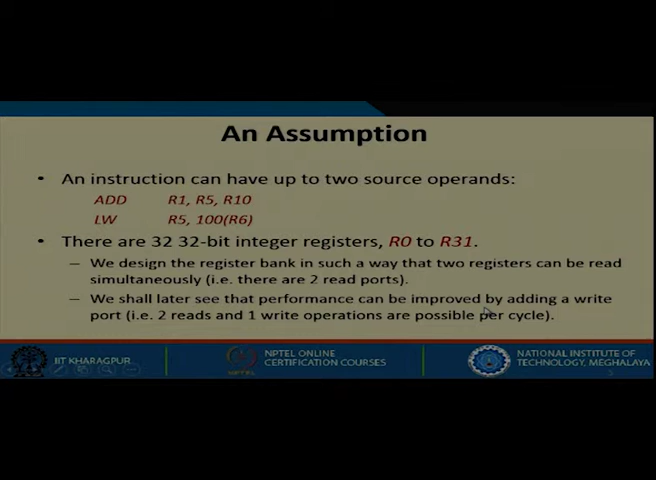 An Assumption
• An instruction can have up to two source operands:
ADD R1, R5, R10
LW R5, 100(R6)
• There are 32 32-bit integer registers, R0 to R31.
– We design the register bank in such a way that two registers can be read
simultaneously (i.e. there are 2 read ports).
– We shall later see that performance can be improved by adding a write
port (i.e. 2 reads and 1 write operations are possible per cycle).
IIT KHARAGPUR
NPTEL ONLINE
CERTIFICATION COURSES
NPTEL
NATIONAL INSTITUTE OF
TECHNOLOGY, MEGHALAYA